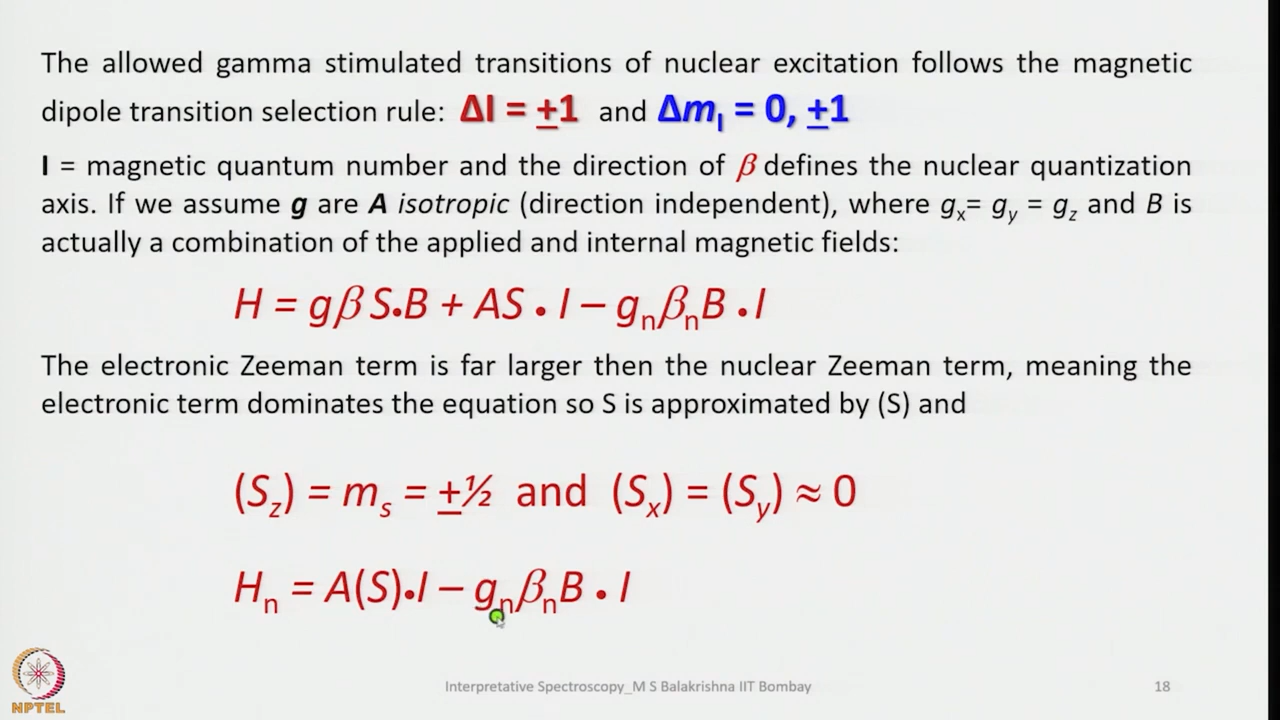 The allowed gamma stimulated transitions of nuclear excitation follows the magnetic
dipole transition selection rule: ΔI = ±1 and Δm_I = 0, ±1
I = magnetic quantum number and the direction of β defines the nuclear quantization
axis. If we assume g are A isotropic (direction independent), where g_x= g_y = g_z and B is
actually a combination of the applied and internal magnetic fields:
H = gβ S•B + AS • I – g_nβ_nB • I
The electronic Zeeman term is far larger then the nuclear Zeeman term, meaning the
electronic term dominates the equation so S is approximated by (S) and
(S_z) = m_s = ±½ and (S_x) = (S_y) ≈ 0
H_n = A(S)•I – g_nβ_nB • I
NPTEL
Interpretative Spectroscopy_M S Balakrishna IIT Bombay
18